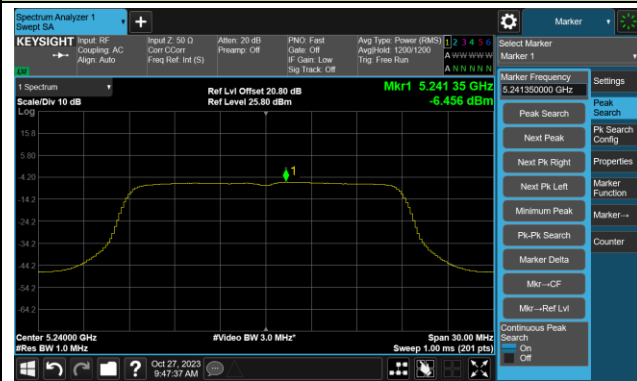 Spectrum Analyzer 1
Swept SA
Marker
KEYSIGHT
Input: RF
Coupling: AC
Align: Auto
Input Z: 50 Ω
Corr CCorr
Freq Ref: Int (S)
Atten: 20 dB
Preamp: Off
PNO: Fast
Gate: Off
IF Gain: Low
Sig Track: Off
Avg Type: Power (RMS)
Avg|Hold: 1200/1200
Trig: Free Run
1 2 3 4 5 6
A W W W W W
A N N N N N
Select Marker
Marker 1
1 Spectrum
Scale/Div 10 dB
Log
Ref Lvl Offset 20.80 dB
Ref Level 25.80 dBm
Mkr1 5.241 35 GHz
-6.456 dBm
15.8
5.80
-4.20
-14.2
-24.2
-34.2
-44.2
-54.2
-64.2
1
Center 5.24000 GHz
#Res BW 1.0 MHz
#Video BW 3.0 MHz*
Span 30.00 MHz
Sweep 1.00 ms (201 pts)
Marker Frequency
5.241350000 GHz
Peak Search
Next Peak
Next Pk Right
Next Pk Left
Minimum Peak
Pk-Pk Search
Marker Delta
Mkr→CF
Mkr→Ref Lvl
Continuous Peak
Search
On
Off
Settings
Peak
Search
Pk Search
Config
Properties
Marker
Function
Marker→
Counter
Oct 27, 2023
9:47:37 AM